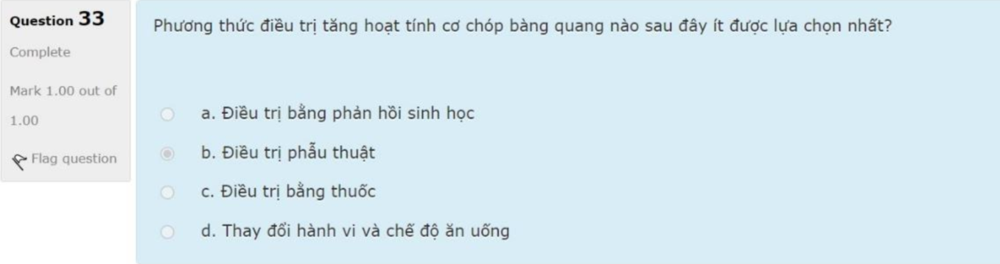 Question 33
Complete
Mark 1.00 out of
1.00
Flag question
Phương thức điều trị tăng hoạt tính cơ chóp bàng quang nào sau đây ít được lựa chọn nhất?
a. Điều trị bằng phản hồi sinh học
b. Điều trị phẫu thuật
c. Điều trị bằng thuốc
d. Thay đổi hành vi và chế độ ăn uống